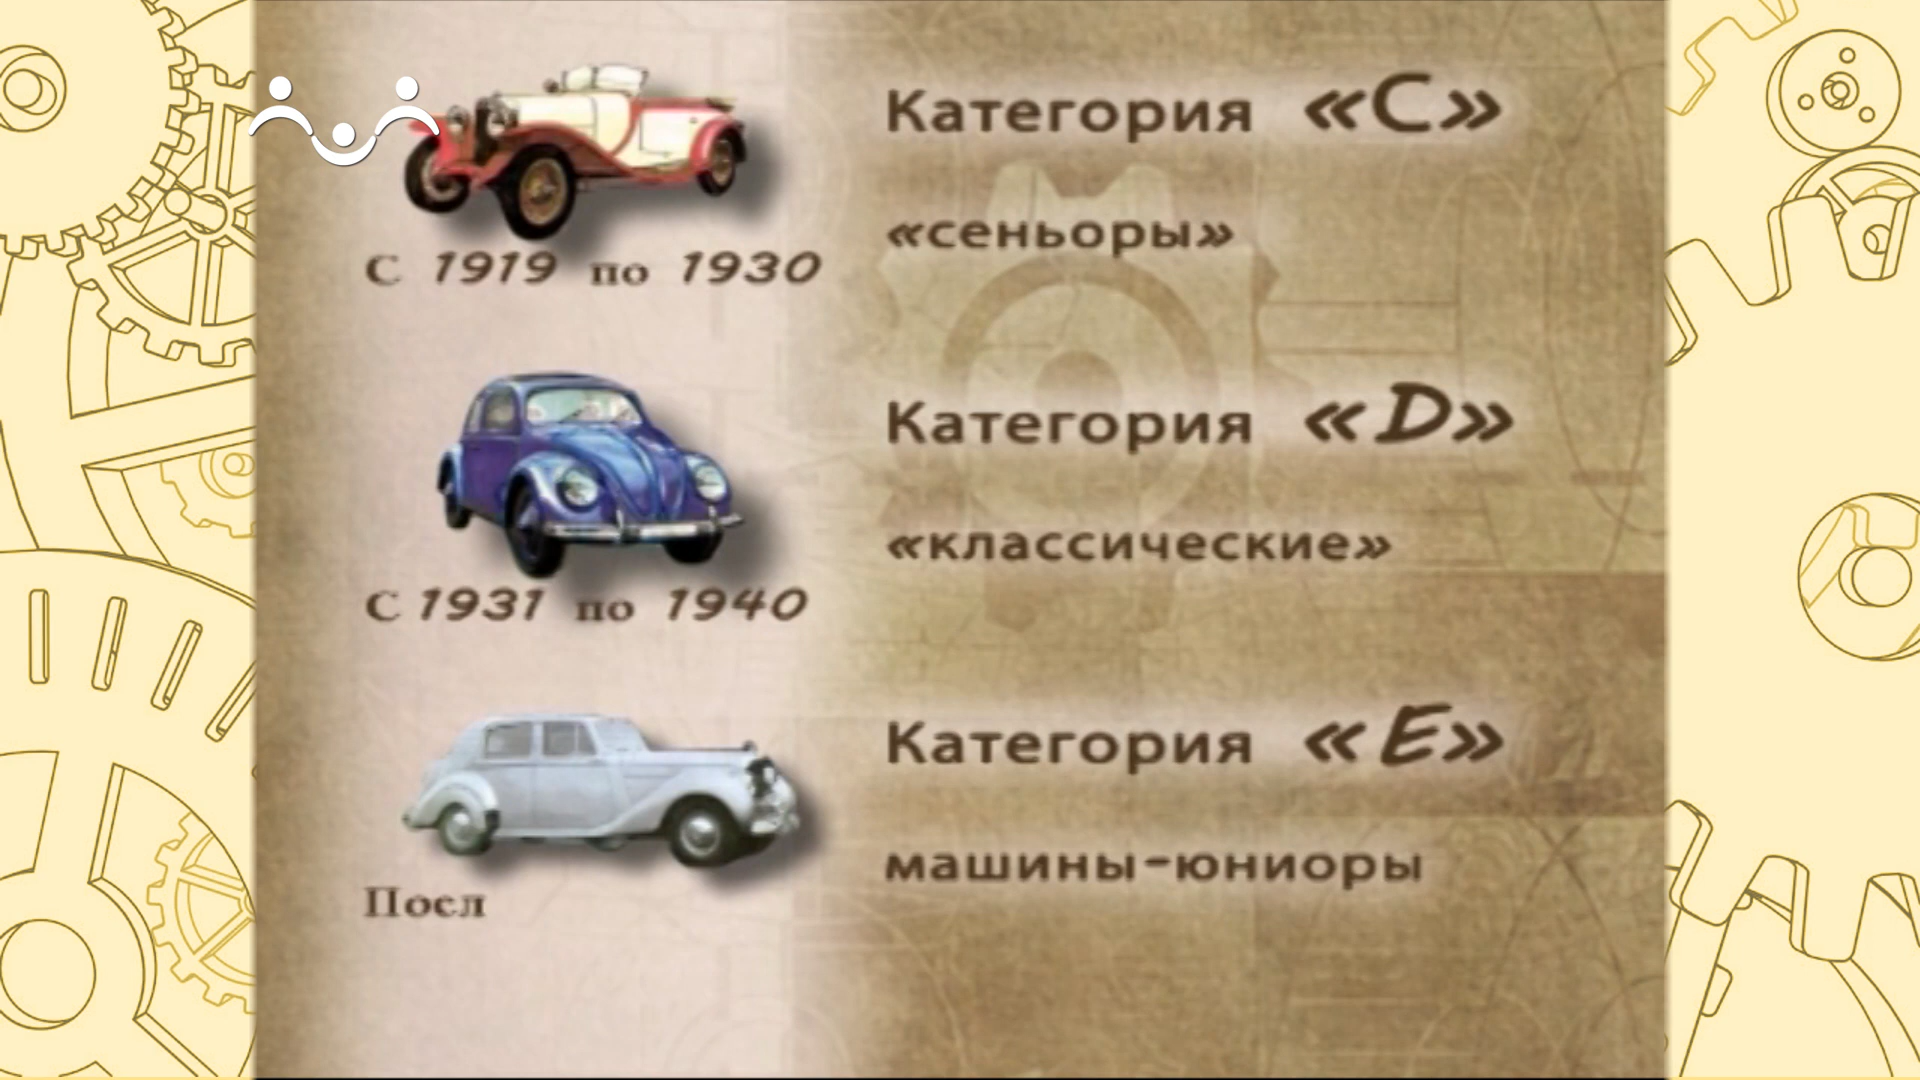 Категория «C»
«сеньоры»
С 1919 по 1930
Категория «D»
«классические»
С 1931 по 1940
Категория «E»
машины-юниоры
Посл